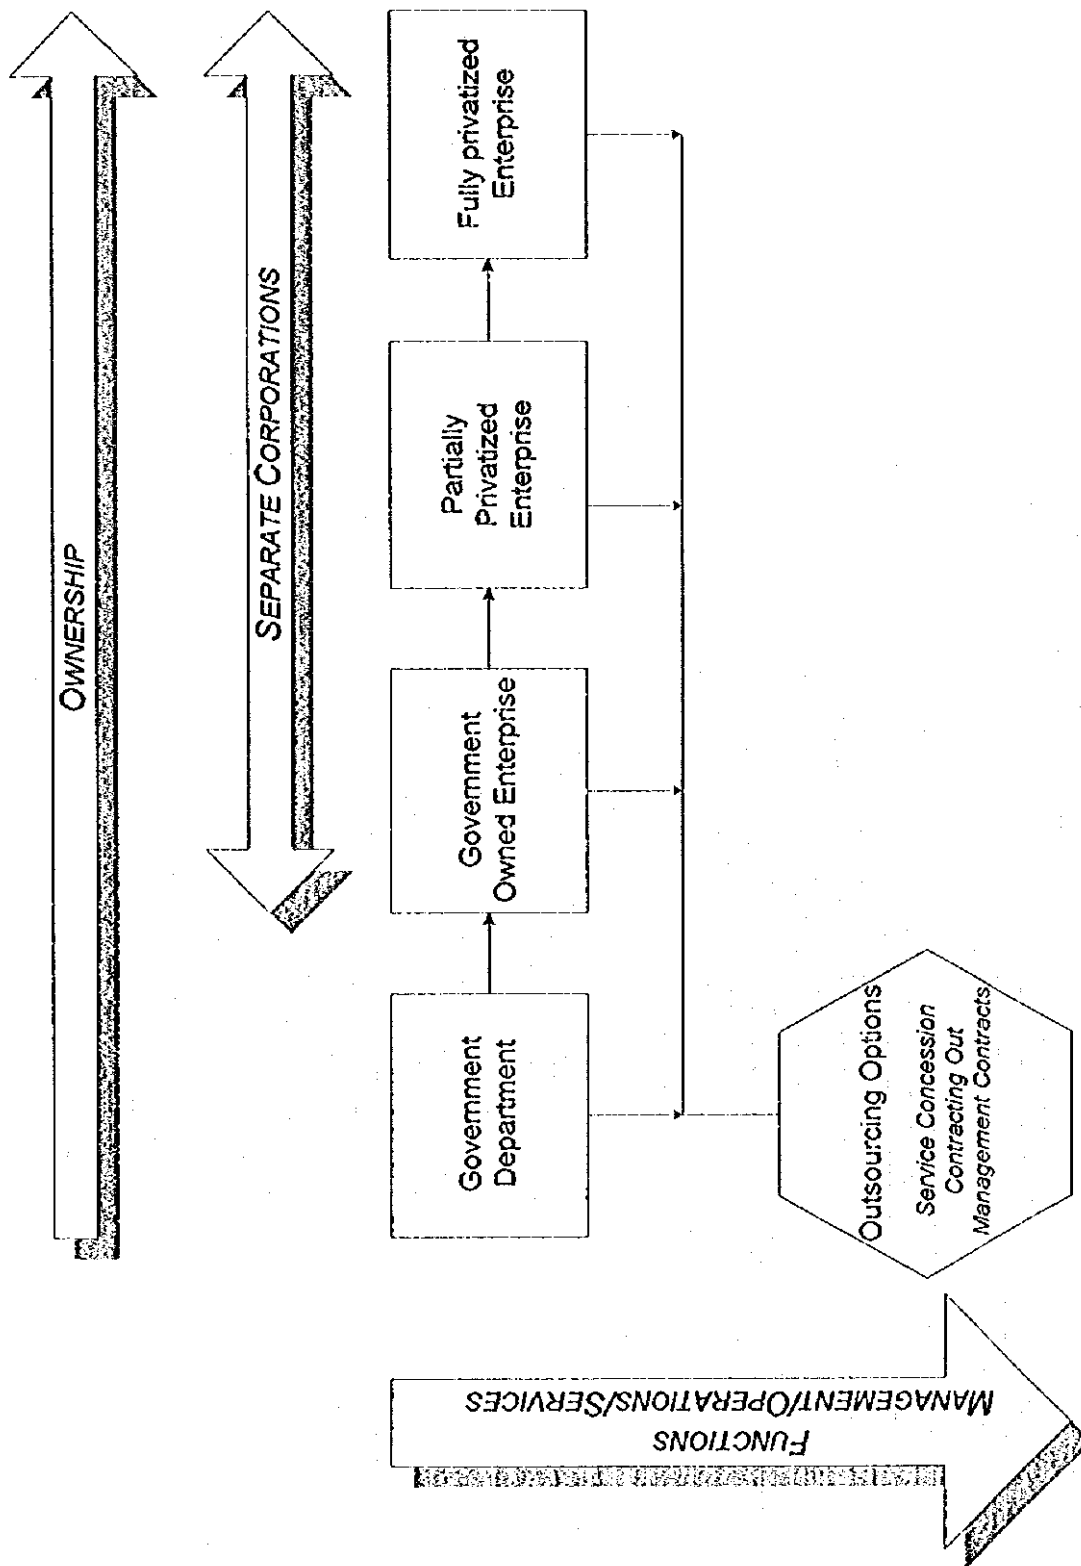 OWNERSHIP
SEPARATE CORPORATIONS
Government
Department
Government
Owned Enterprise
Partially
Privatized
Enterprise
Fully privatized
Enterprise
FUNCTIONS
MANAGEMENT/OPERATIONS/SERVICES
Outsourcing Options
Service Concession
Contracting Out
Management Contracts